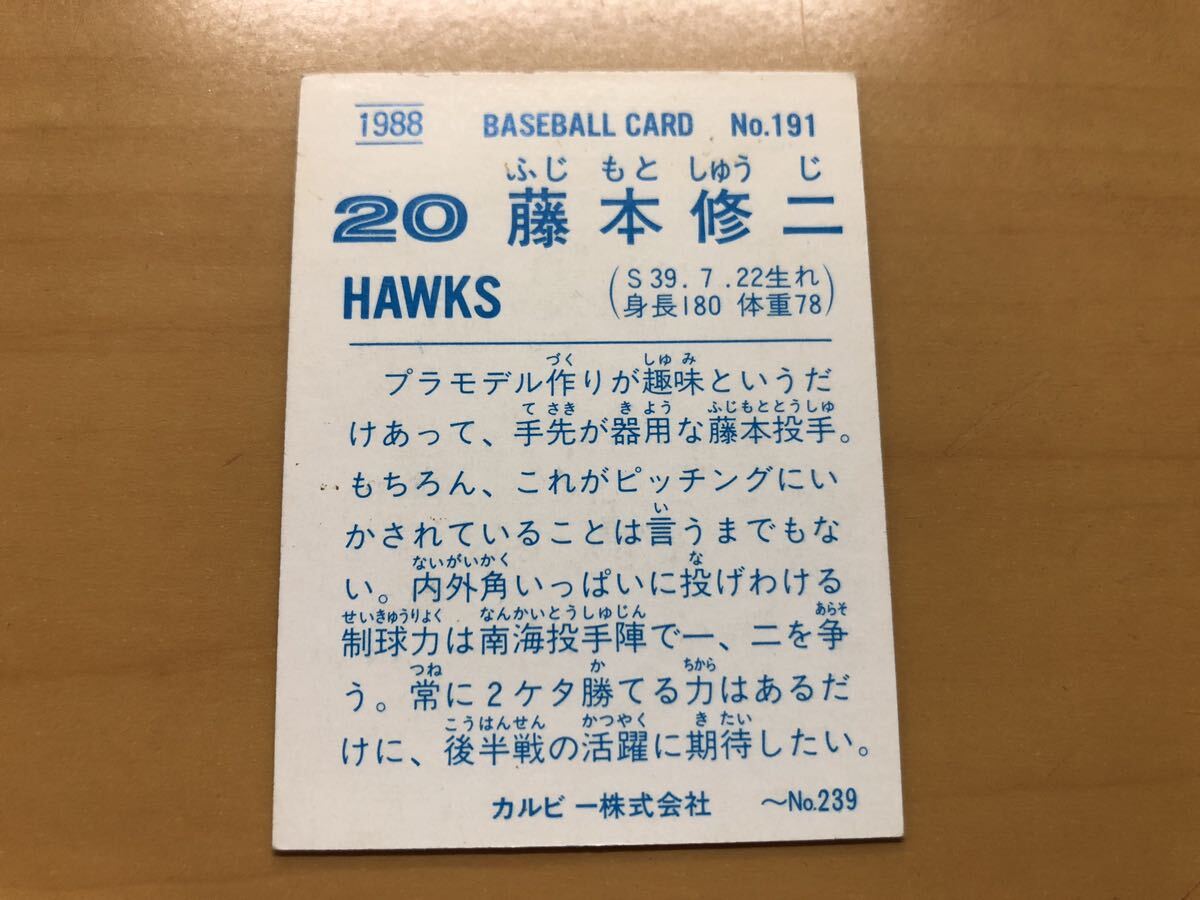 1988 BASEBALL CARD No.191
ふじ もと しゅう じ
20 藤本修二
HAWKS
(S39.7.22生れ
身長180 体重78)
づく しゅみ
プラモデル作りが趣味というだ
てさき きよう ふじもととうしゅ
けあって、手先が器用な藤本投手。
もちろん、これがピッチングにい
い
かされていることは言うまでもな
ないがいかく な
い。内外角いっぱいに投げわける
せいきゅうりょく なんかいとうしゅじん あらそ
制球力は南海投手陣で一、二を争
つね か ちから
う。常に2ケタ勝てる力はあるだ
こうはんせん かつやく きたい
けに、後半戦の活躍に期待したい。
カルビー株式会社 〜No.239